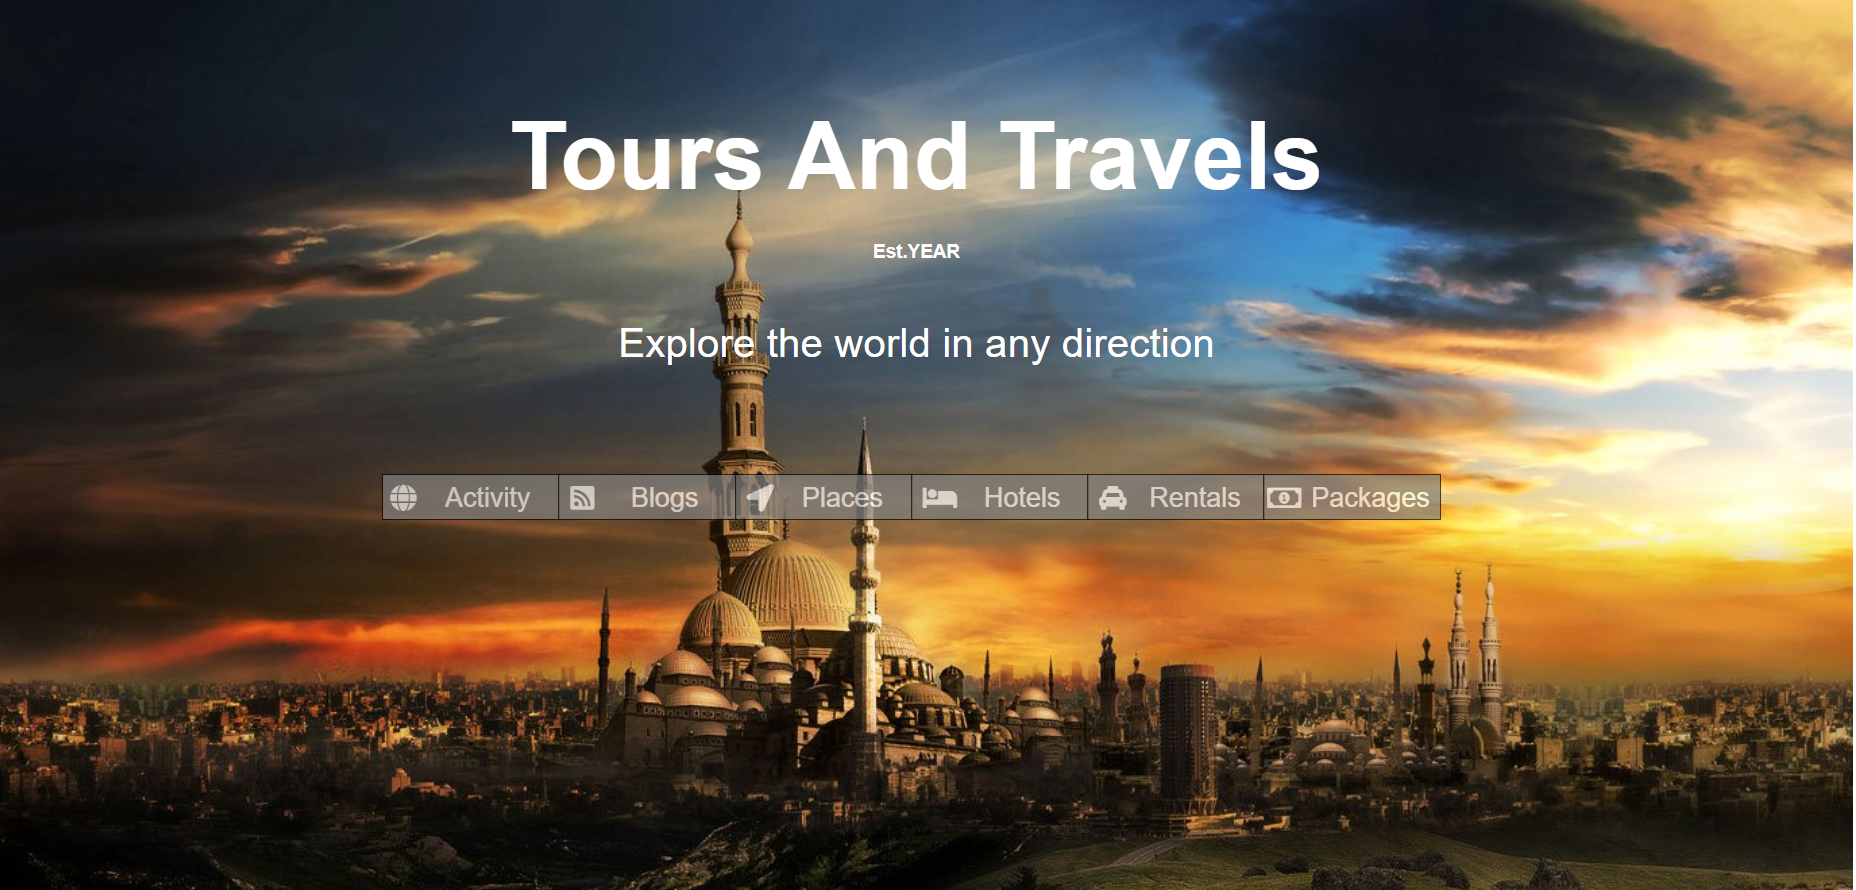 Tours And Travels
Est.YEAR
Explore the world in any direction
Activity Blogs Places Hotels Rentals Packages